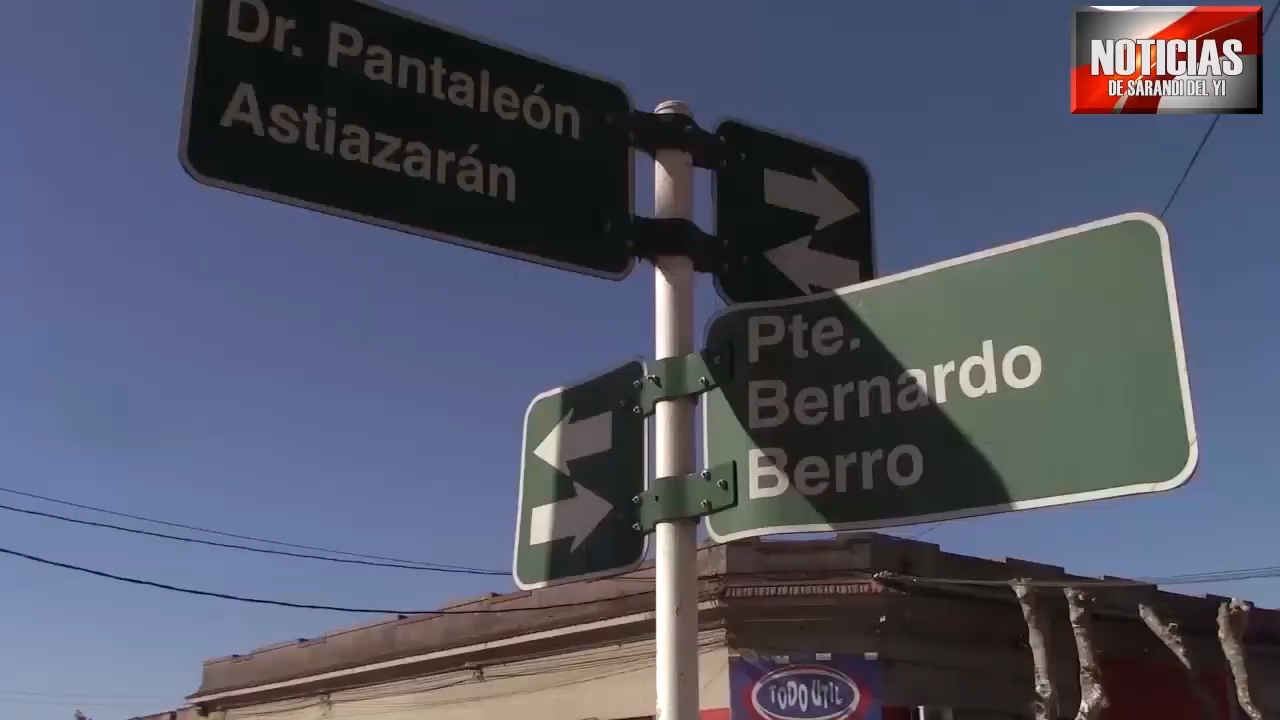 Dr. Pantaleón
Astiazarán
NOTICIAS
DE SARANDI DEL YI
Pte.
Bernardo
Berro
TODO UTIL